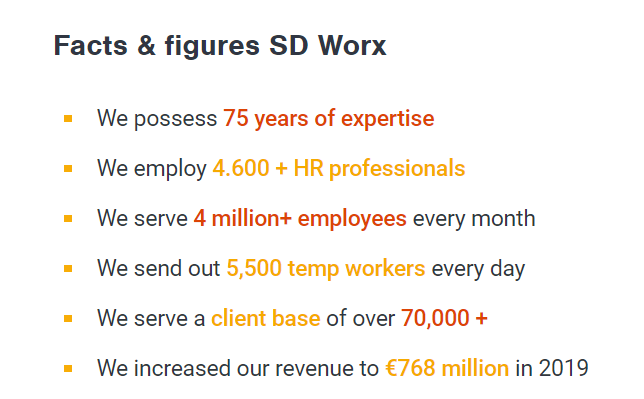 Facts & figures SD Worx
We possess 75 years of expertise
We employ 4.600 + HR professionals
We serve 4 million+ employees every month
We send out 5,500 temp workers every day
We serve a client base of over 70,000 +
We increased our revenue to €768 million in 2019